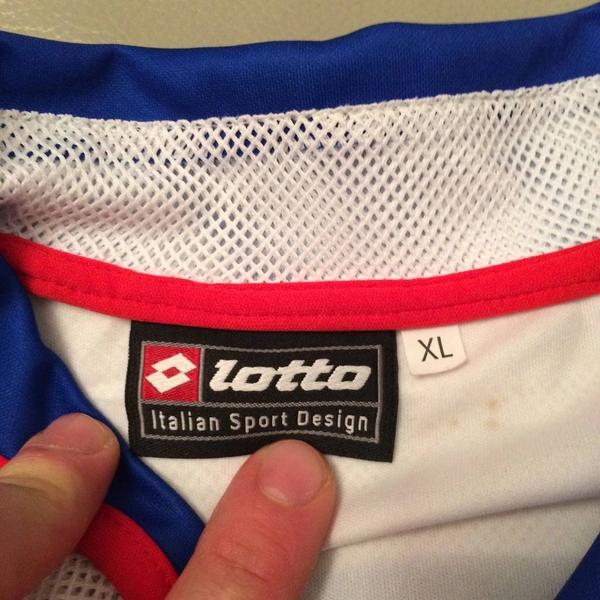 lotto
XL
Italian Sport Design